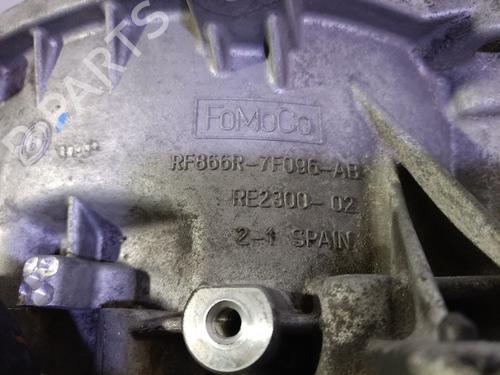 FoMoCo
RF866R-7F096-AB
RE2300-02
2-1 SPAIN
PARTS